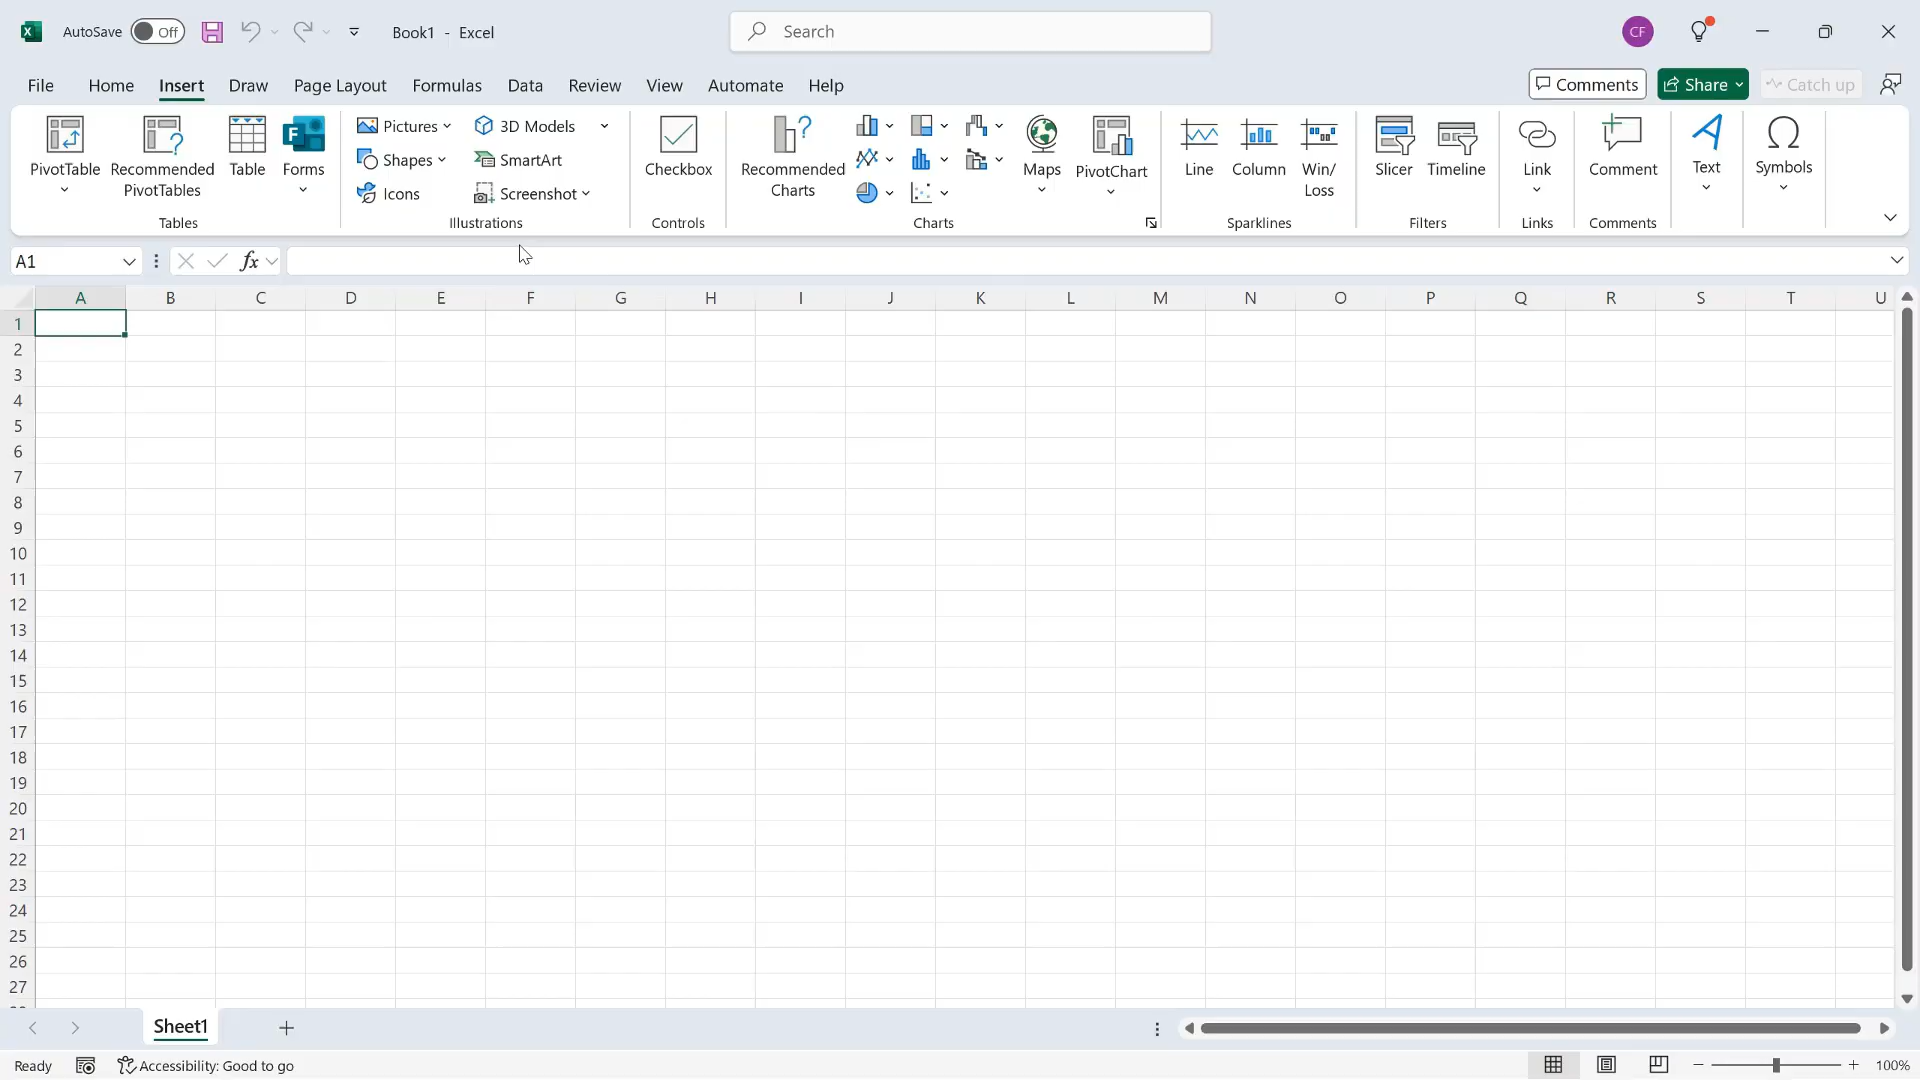 AutoSave Off Book1 - Excel Search CF
File Home Insert Draw Page Layout Formulas Data Review View Automate Help Comments Share Catch up
PivotTable Recommended PivotTables Table Forms
Pictures Shapes Icons 3D Models SmartArt Screenshot
Checkbox Recommended Charts Maps PivotChart
Line Column Win/ Loss Slicer Timeline Link Comment Text Symbols
Tables Illustrations Controls Charts Sparklines Filters Links Comments
A1 fx
A B C D E F G H I J K L M N O P Q R S T U
1
2
3
4
5
6
7
8
9
10
11
12
13
14
15
16
17
18
19
20
21
22
23
24
25
26
27
Sheet1
Ready Accessibility: Good to go 100%